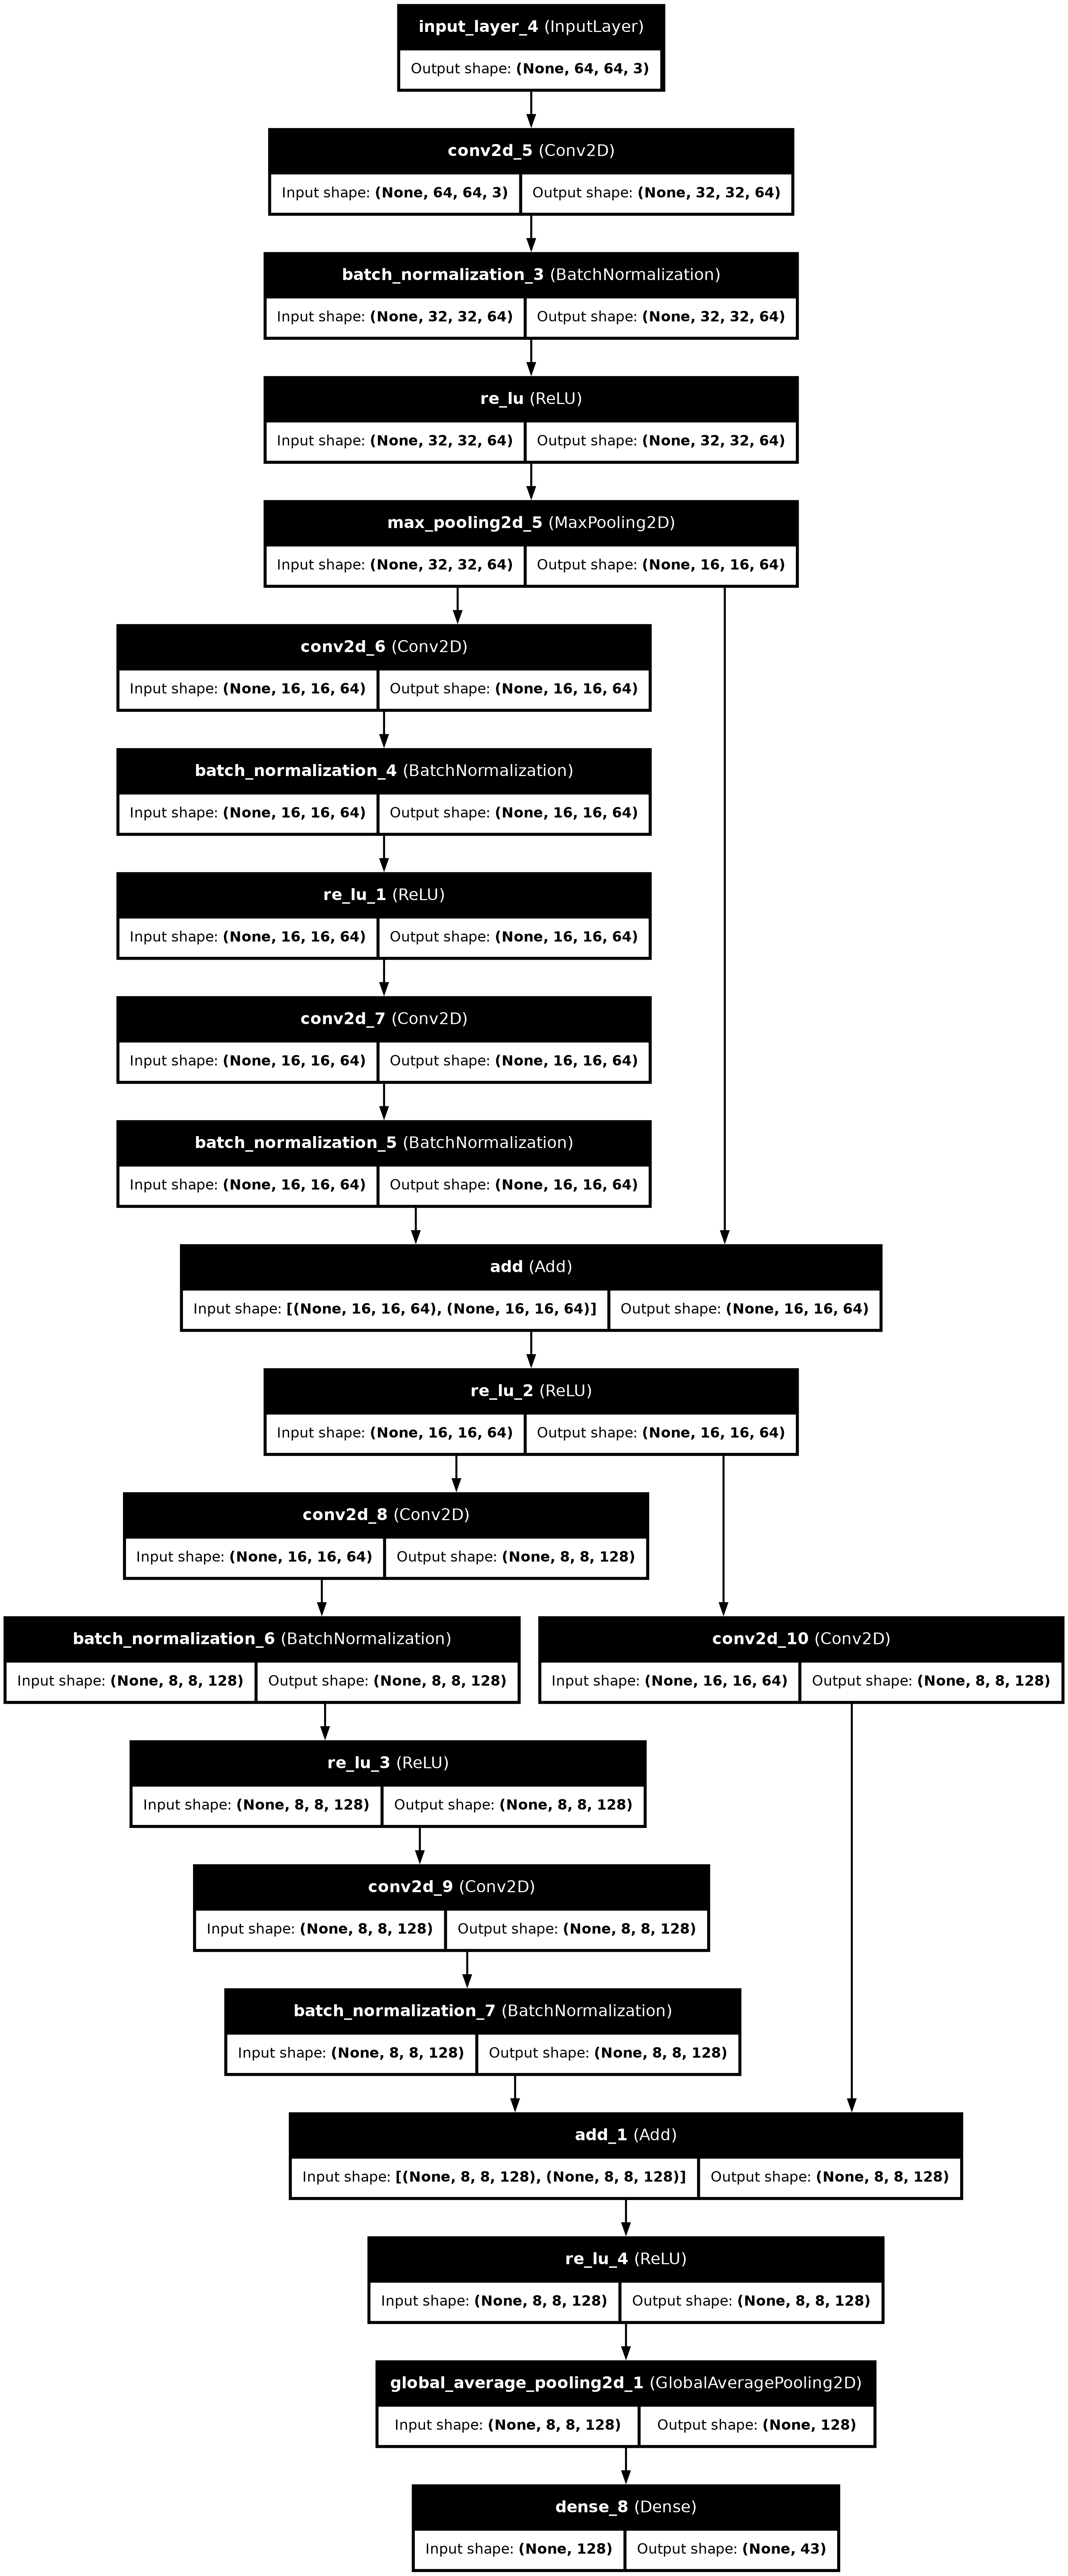 input_layer_4 (InputLayer)
Output shape: (None, 64, 64, 3)
conv2d_5 (Conv2D)
Input shape: (None, 64, 64, 3) Output shape: (None, 32, 32, 64)
batch_normalization_3 (BatchNormalization)
Input shape: (None, 32, 32, 64) Output shape: (None, 32, 32, 64)
re_lu (ReLU)
Input shape: (None, 32, 32, 64) Output shape: (None, 32, 32, 64)
max_pooling2d_5 (MaxPooling2D)
Input shape: (None, 32, 32, 64) Output shape: (None, 16, 16, 64)
conv2d_6 (Conv2D)
Input shape: (None, 16, 16, 64) Output shape: (None, 16, 16, 64)
batch_normalization_4 (BatchNormalization)
Input shape: (None, 16, 16, 64) Output shape: (None, 16, 16, 64)
re_lu_1 (ReLU)
Input shape: (None, 16, 16, 64) Output shape: (None, 16, 16, 64)
conv2d_7 (Conv2D)
Input shape: (None, 16, 16, 64) Output shape: (None, 16, 16, 64)
batch_normalization_5 (BatchNormalization)
Input shape: (None, 16, 16, 64) Output shape: (None, 16, 16, 64)
add (Add)
Input shape: [(None, 16, 16, 64), (None, 16, 16, 64)] Output shape: (None, 16, 16, 64)
re_lu_2 (ReLU)
Input shape: (None, 16, 16, 64) Output shape: (None, 16, 16, 64)
conv2d_8 (Conv2D)
Input shape: (None, 16, 16, 64) Output shape: (None, 8, 8, 128)
batch_normalization_6 (BatchNormalization)
Input shape: (None, 8, 8, 128) Output shape: (None, 8, 8, 128)
conv2d_10 (Conv2D)
Input shape: (None, 16, 16, 64) Output shape: (None, 8, 8, 128)
re_lu_3 (ReLU)
Input shape: (None, 8, 8, 128) Output shape: (None, 8, 8, 128)
conv2d_9 (Conv2D)
Input shape: (None, 8, 8, 128) Output shape: (None, 8, 8, 128)
batch_normalization_7 (BatchNormalization)
Input shape: (None, 8, 8, 128) Output shape: (None, 8, 8, 128)
add_1 (Add)
Input shape: [(None, 8, 8, 128), (None, 8, 8, 128)] Output shape: (None, 8, 8, 128)
re_lu_4 (ReLU)
Input shape: (None, 8, 8, 128) Output shape: (None, 8, 8, 128)
global_average_pooling2d_1 (GlobalAveragePooling2D)
Input shape: (None, 8, 8, 128) Output shape: (None, 128)
dense_8 (Dense)
Input shape: (None, 128) Output shape: (None, 43)